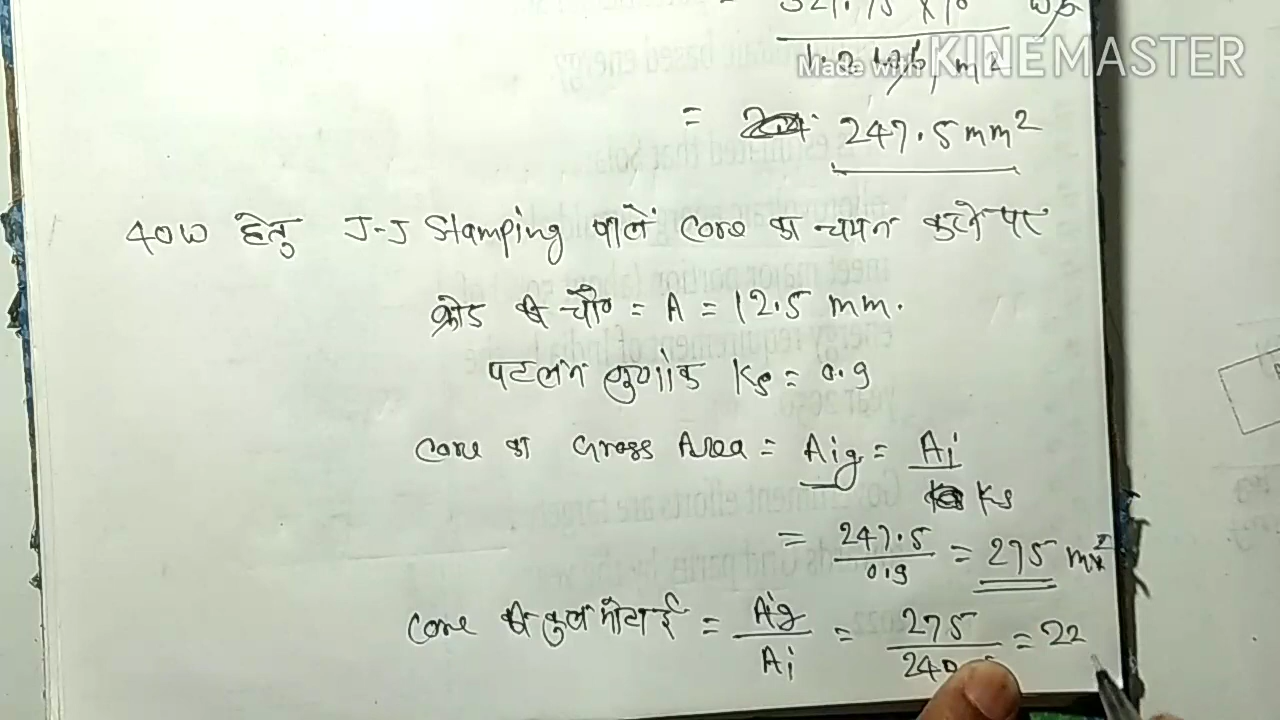 Made with KINEMASTER
= 247.5 mm²
40W हेतु J-J Stamping वाले Core का चयन करने पर
क्रोड की चौ॰ = A = 12.5 mm.
पटलन गुणांक Ks = 0.9
Core का Gross Area = Aig = Ai / Ks
= 247.5 / 0.9 = 275 m
Core की कुल मोटाई = Aig / Ai = 275 / = 22